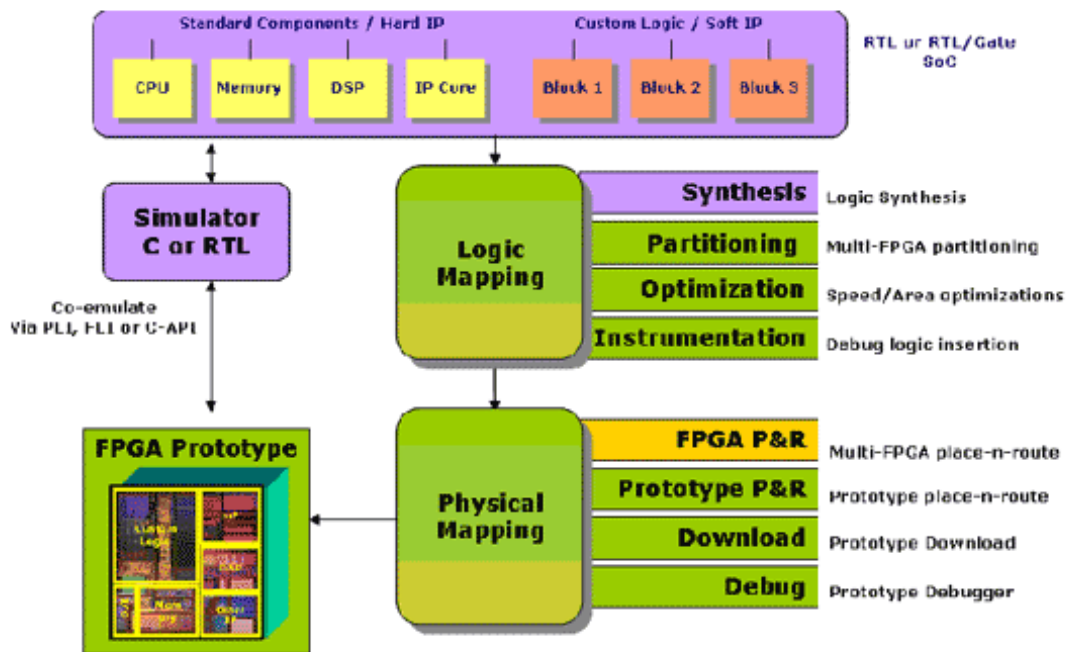 Standard Components / Hard IP
Custom Logic / Soft IP
RTL or RTL/Gate
SoC
CPU
Memory
DSP
IP Core
Block 1
Block 2
Block 3
Simulator
C or RTL
Logic
Mapping
Synthesis
Logic Synthesis
Partitioning
Multi-FPGA partitioning
Optimization
Speed/Area optimizations
Instrumentation
Debug logic insertion
Co-emulate
Via PLI, FLI or C-API
FPGA Prototype
Custom
Logic
Physical
Mapping
FPGA P&R
Multi-FPGA place-n-route
Prototype P&R
Prototype place-n-route
Download
Prototype Download
Debug
Prototype Debugger